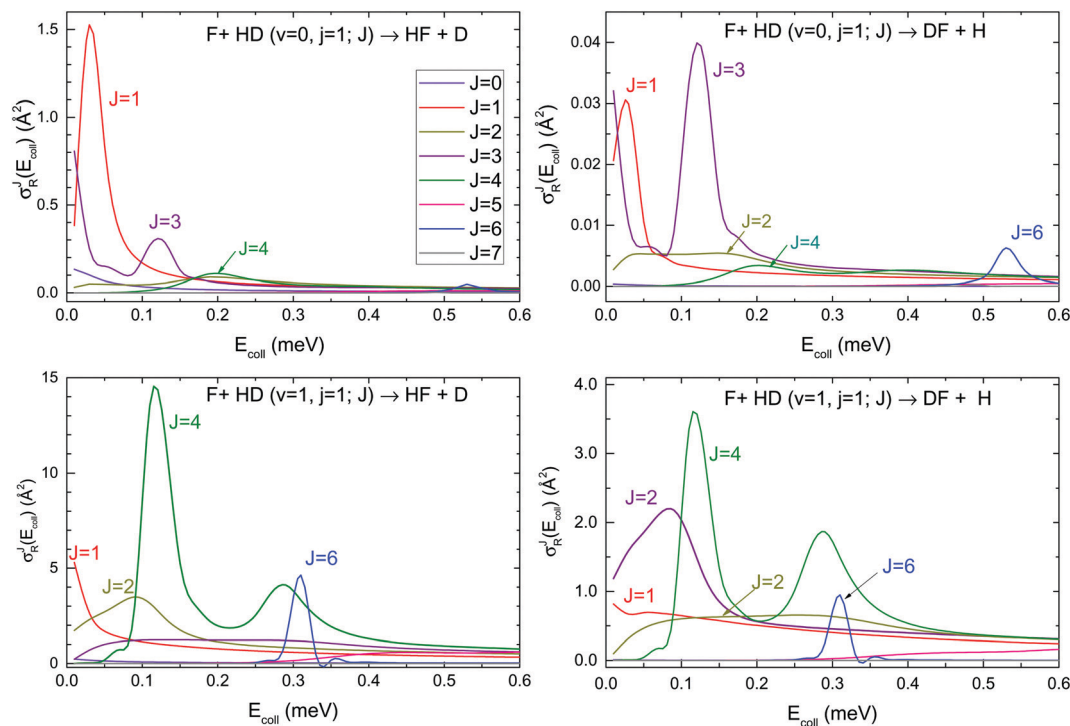 F+ HD (v=0, j=1; J) → HF + D
σ_R^J(E_coll) (Å²)
1.5
1.0
0.5
0.0
J=1
J=3
J=4
J=0
J=1
J=2
J=3
J=4
J=5
J=6
J=7
0.0 0.1 0.2 0.3 0.4 0.5 0.6
E_coll (meV)
F+ HD (v=0, j=1; J) → DF + H
σ_R^J(E_coll) (Å²)
0.04
0.03
0.02
0.01
0.00
J=1
J=3
J=2
J=4
J=6
0.0 0.1 0.2 0.3 0.4 0.5 0.6
E_coll (meV)
F+ HD (v=1, j=1; J) → HF + D
σ_R^J(E_coll) (Å²)
15
10
5
0
J=4
J=1
J=2
J=6
0.0 0.1 0.2 0.3 0.4 0.5 0.6
E_coll (meV)
F+ HD (v=1, j=1; J) → DF + H
σ_R^J(E_coll) (Å²)
4.0
3.0
2.0
1.0
0.0
J=4
J=2
J=1
J=2
J=6
0.0 0.1 0.2 0.3 0.4 0.5 0.6
E_coll (meV)